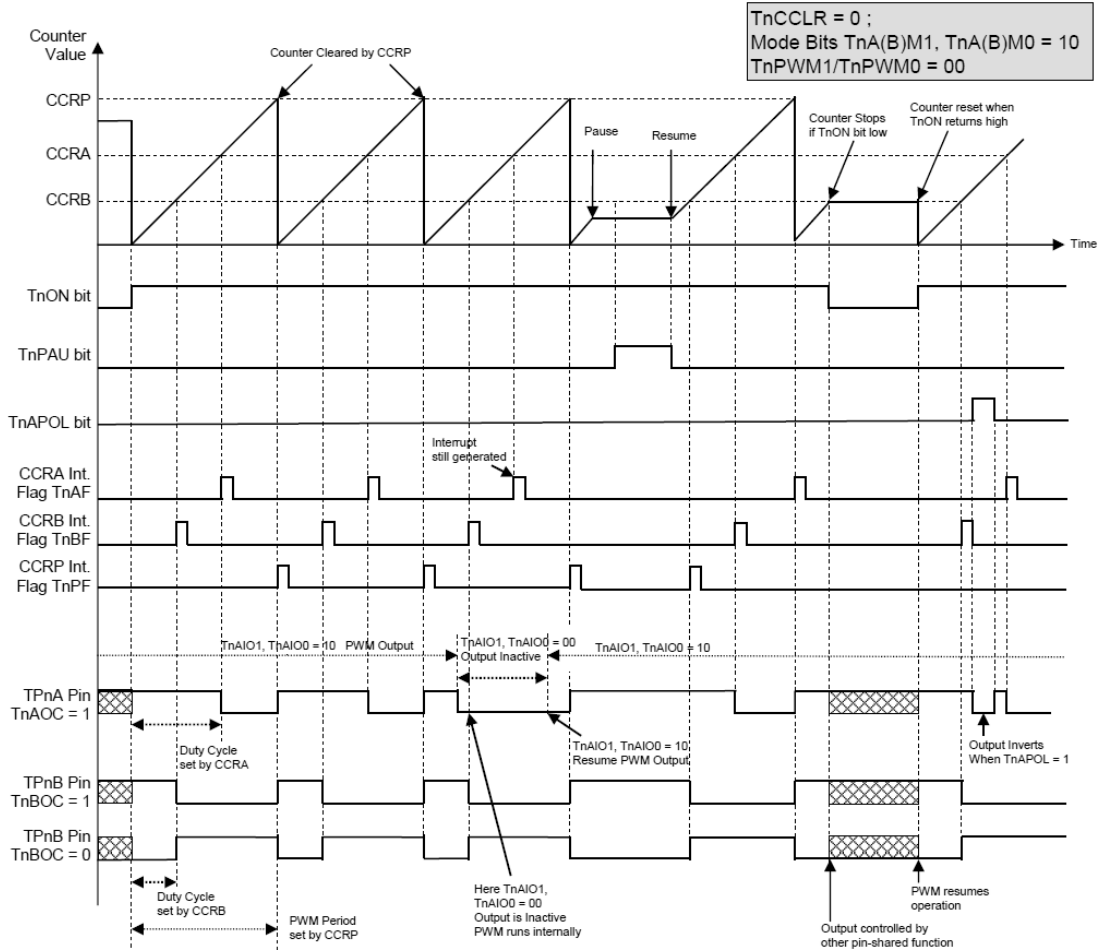 TnCCLR = 0 ;
Mode Bits TnA(B)M1, TnA(B)M0 = 10
TnPWM1/TnPWM0 = 00
Counter
Value
Counter Cleared by CCRP
CCRP
CCRA
CCRB
Pause
Resume
Counter Stops
if TnON bit low
Counter reset when
TnON returns high
Time
TnON bit
TnPAU bit
TnAPOL bit
Interrupt
still generated
CCRA Int.
Flag TnAF
CCRB Int.
Flag TnBF
CCRP Int.
Flag TnPF
TnAIO1, TnAIO0 = 10 PWM Output
TnAIO1, TnAIO0 = 00
Output Inactive
TnAIO1, TnAIO0 = 10
TPnA Pin
TnAOC = 1
Duty Cycle
set by CCRA
TnAIO1, TnAIO0 = 10
Resume PWM Output
Output Inverts
When TnAPOL = 1
TPnB Pin
TnBOC = 1
TPnB Pin
TnBOC = 0
Duty Cycle
set by CCRB
PWM Period
set by CCRP
Here TnAIO1,
TnAIO0 = 00
Output is Inactive
PWM runs internally
Output controlled by
other pin-shared function
PWM resumes
operation